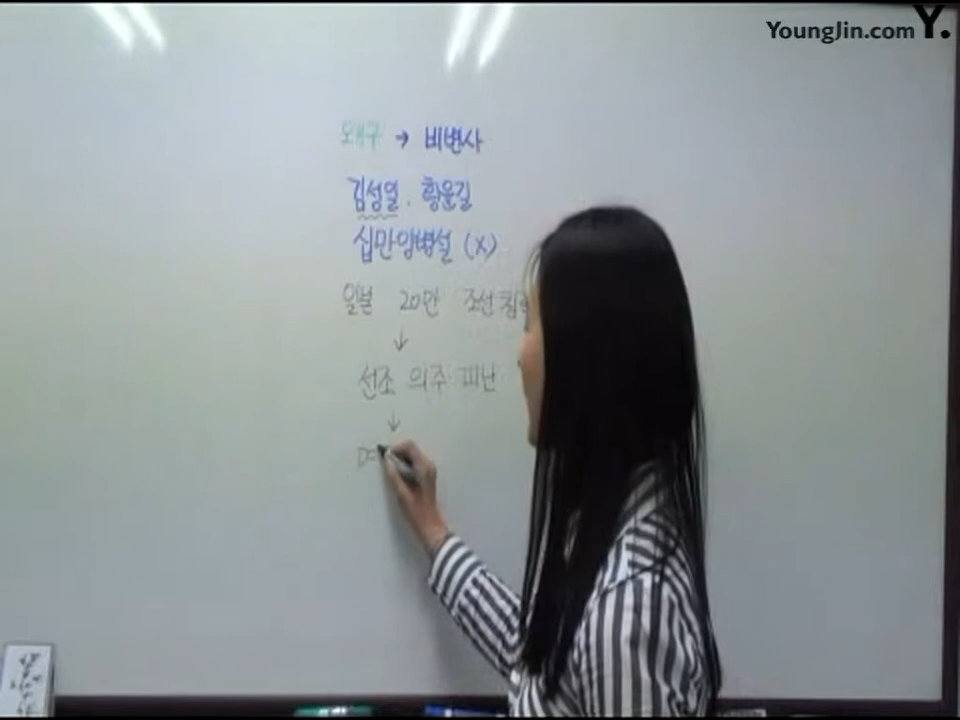 YoungJin.com Y.
왜구 → 비변사
김성일 . 황윤길
십만양병설 (X)
일본 20만 조선 침
↓
선조 의주 피난
↓